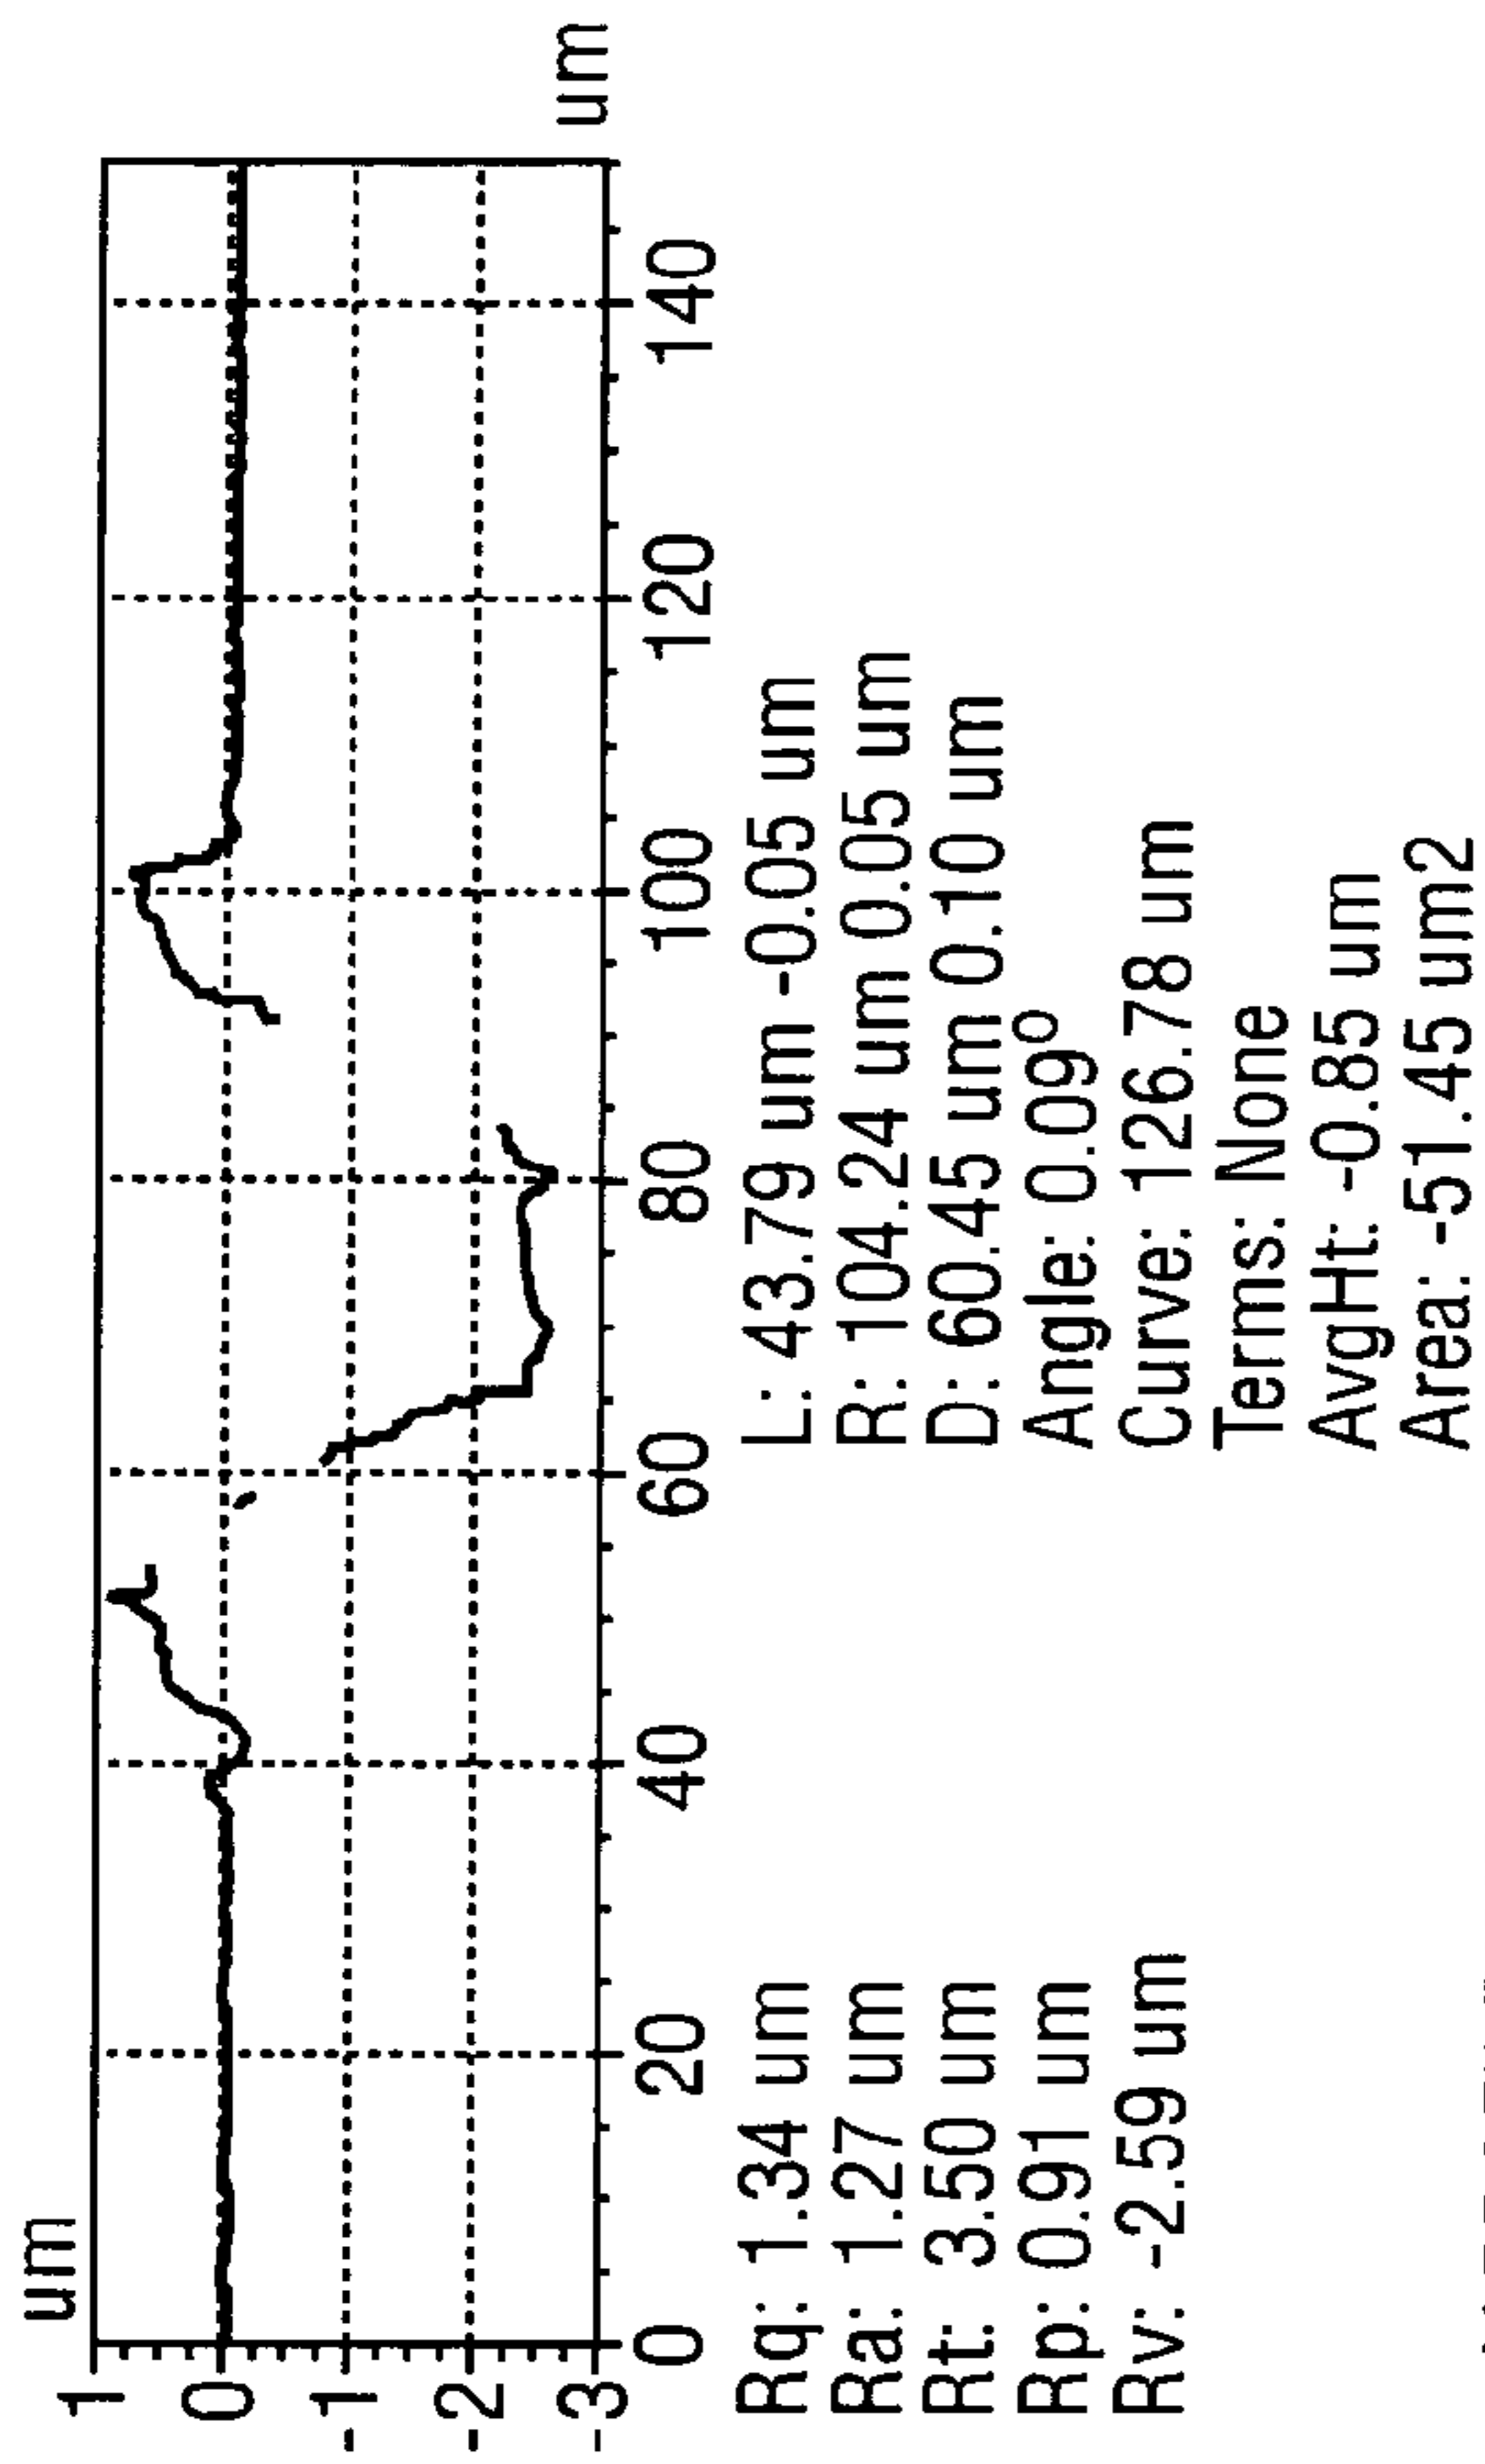 um
1
0
-1
-2
-3
0 20 40 60 80 100 120 140
um
Rq: 1.34 um
Ra: 1.27 um
Rt: 3.50 um
Rp: 0.91 um
Rv: -2.59 um
L: 43.79 um -0.05 um
R: 104.24 um 0.05 um
D: 60.45 um 0.10 um
Angle: 0.09°
Curve: 126.78 um
Terms: None
AvgHt: -0.85 um
Area: -51.45 um2